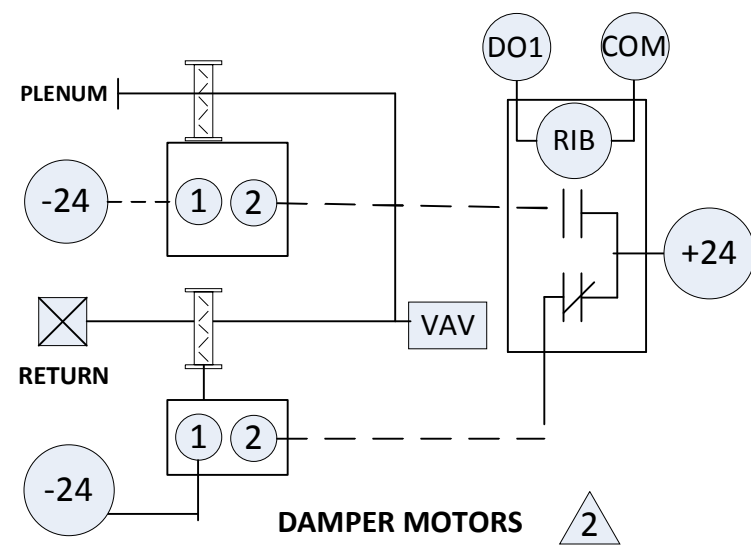 DO1
COM
PLENUM
RIB
-24
1
2
+24
VAV
RETURN
1
2
-24
DAMPER MOTORS
2